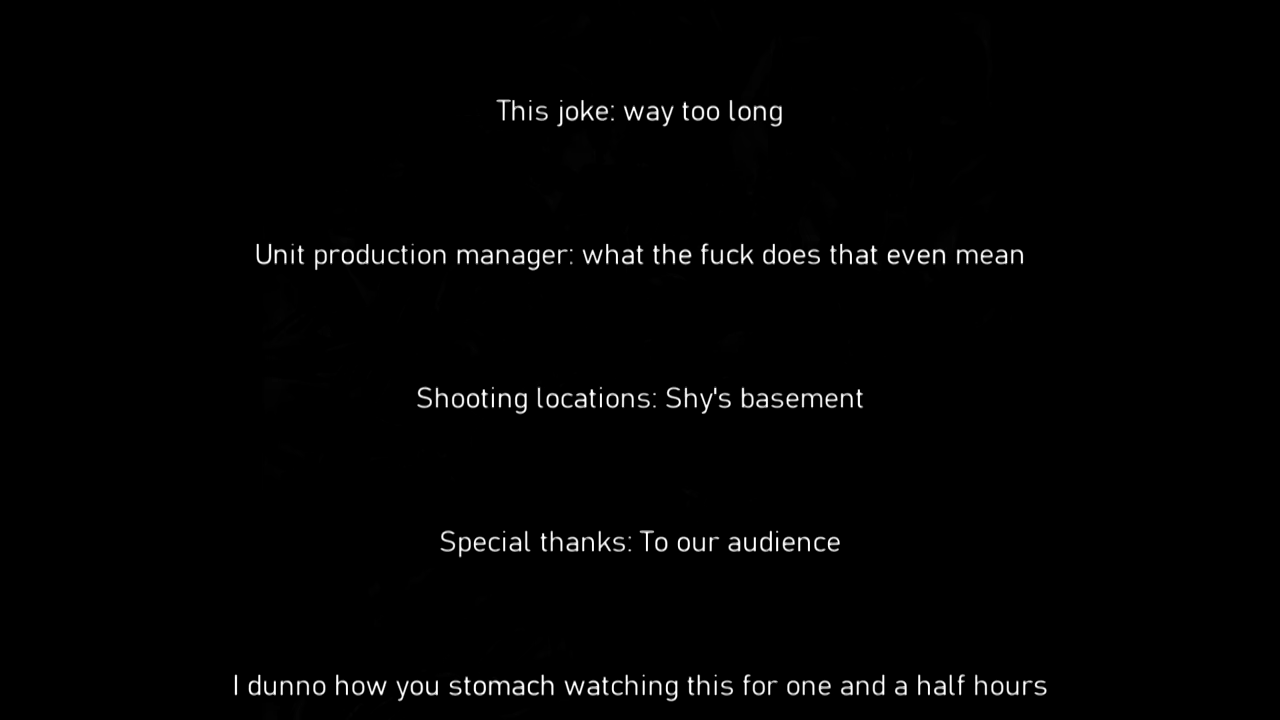 This joke: way too long
Unit production manager: what the fuck does that even mean
Shooting locations: Shy's basement
Special thanks: To our audience
I dunno how you stomach watching this for one and a half hours